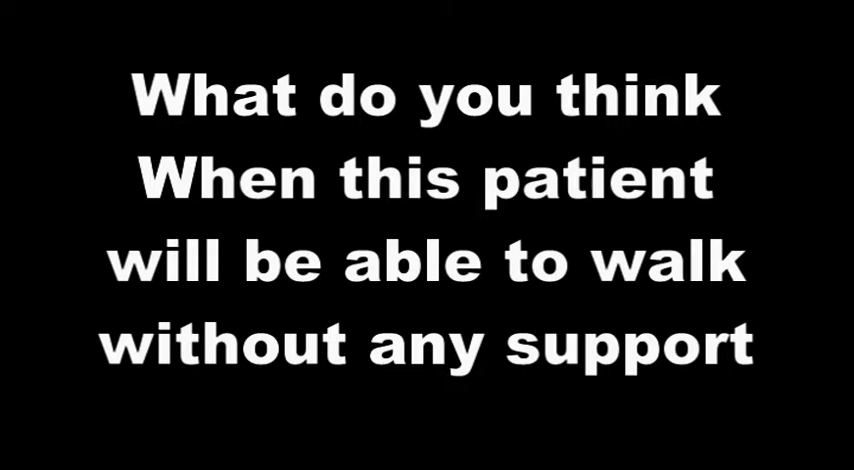 What do you think
When this patient
will be able to walk
without any support